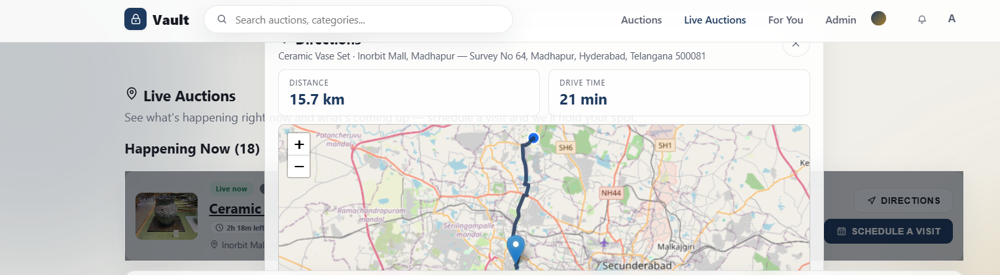 Vault
Search auctions, categories...
Auctions
Live Auctions
For You
Admin
A
Directions
Ceramic Vase Set · Inorbit Mall, Madhapur — Survey No 64, Madhapur, Hyderabad, Telangana 500081
DISTANCE
15.7 km
DRIVE TIME
21 min
Live Auctions
See what's happening right now and what's coming up — schedule a visit and we'll hold your spot.
Happening Now (18)
Live now
Ceramic
2h 18m left
Inorbit Mal
+
−
Patancheruvu
mandal
SH6
SH1
Ke
NH44
Ramachandrapuram
mandal
Serilingampalle
mandal
Malkajgiri
Secunderabad
DIRECTIONS
SCHEDULE A VISIT